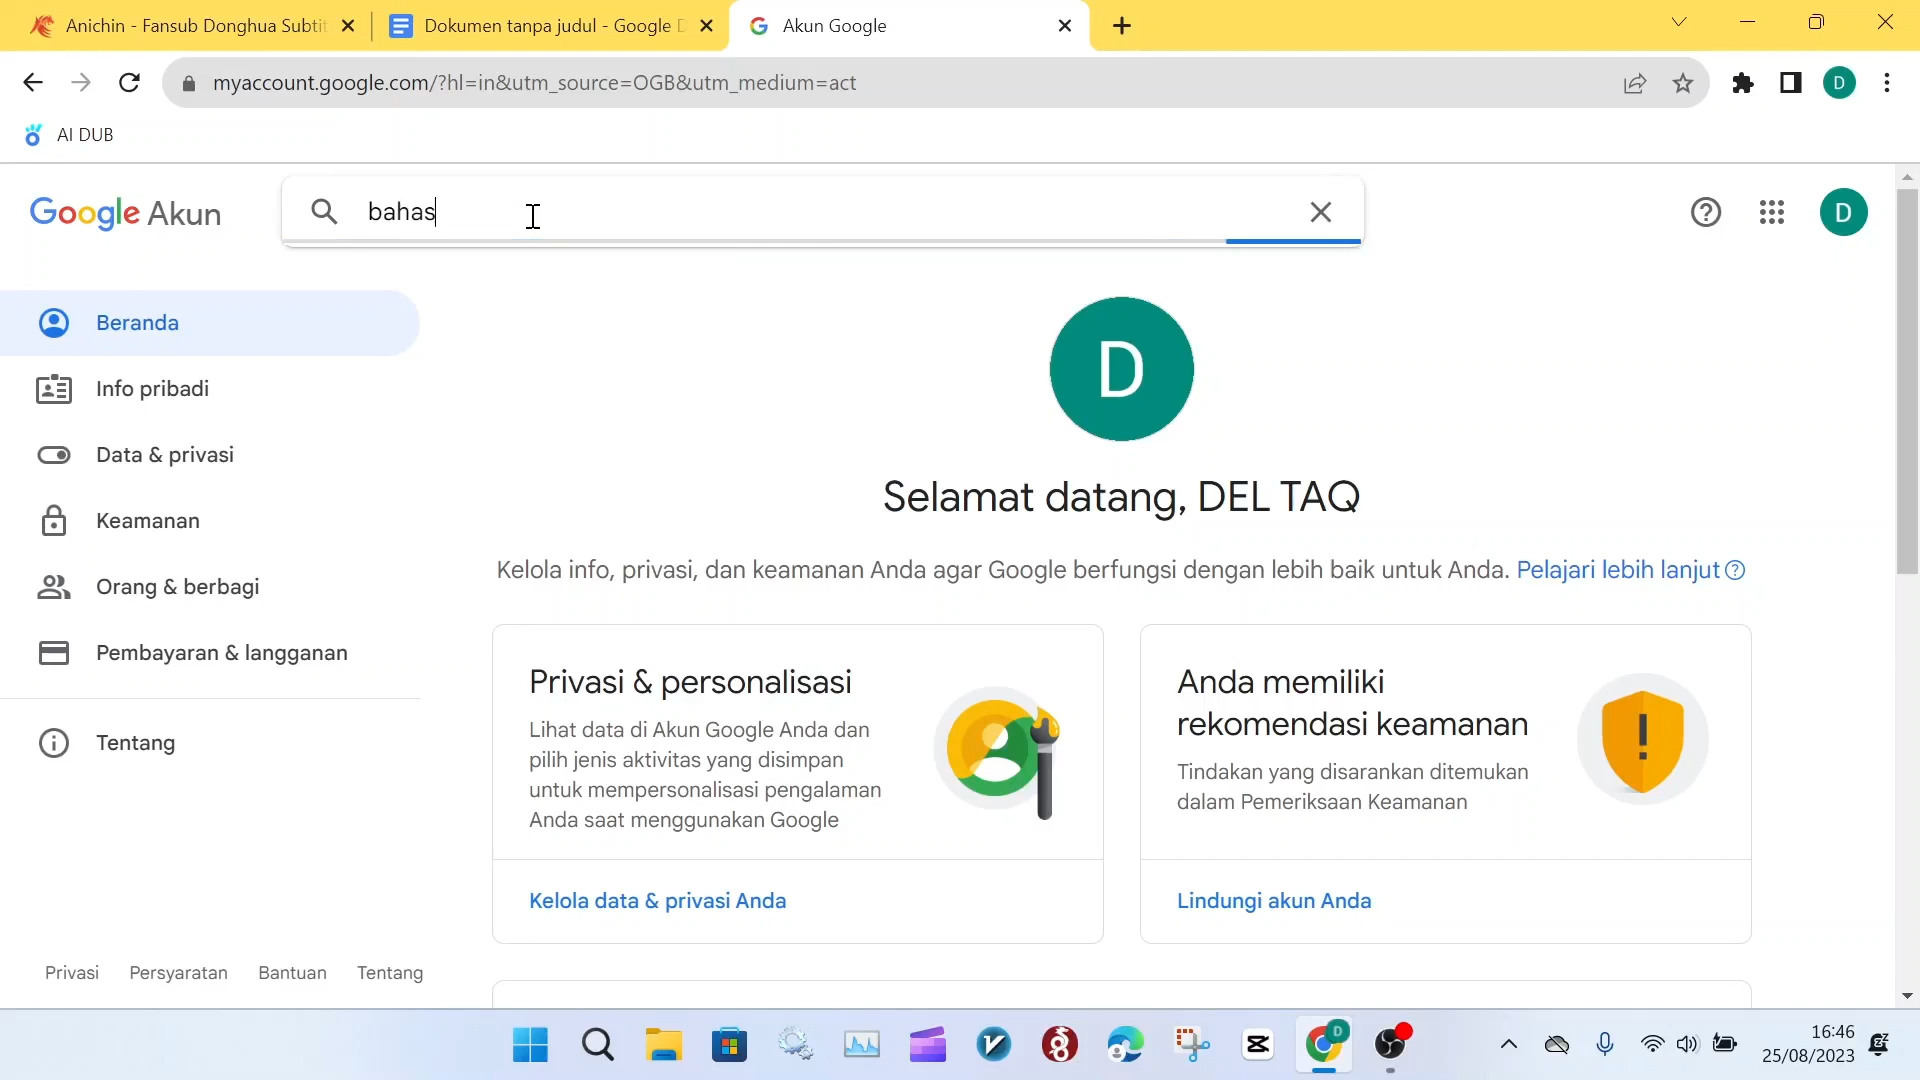 Anichin - Fansub Donghua Subtit
Dokumen tanpa judul - Google D
Akun Google
myaccount.google.com/?hl=in&utm_source=OGB&utm_medium=act
D
AI DUB
Google Akun
bahas
D
Beranda
Info pribadi
Data & privasi
Keamanan
Orang & berbagi
Pembayaran & langganan
Tentang
D
Selamat datang, DEL TAQ
Kelola info, privasi, dan keamanan Anda agar Google berfungsi dengan lebih baik untuk Anda. Pelajari lebih lanjut
Privasi & personalisasi
Lihat data di Akun Google Anda dan
pilih jenis aktivitas yang disimpan
untuk mempersonalisasi pengalaman
Anda saat menggunakan Google
Kelola data & privasi Anda
Anda memiliki
rekomendasi keamanan
Tindakan yang disarankan ditemukan
dalam Pemeriksaan Keamanan
Lindungi akun Anda
Privasi
Persyaratan
Bantuan
Tentang
D
16:46
25/08/2023